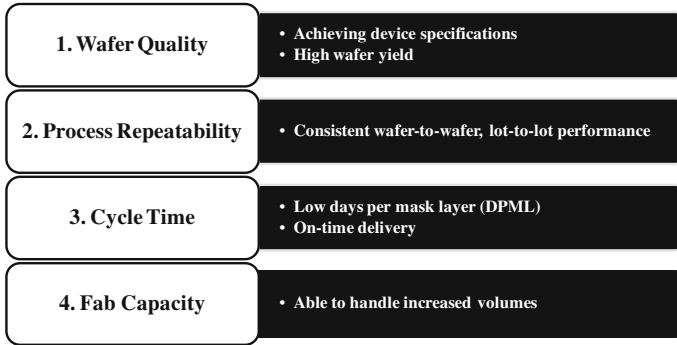 1. Wafer Quality
• Achieving device specifications
• High wafer yield
2. Process Repeatability
• Consistent wafer-to-wafer, lot-to-lot performance
3. Cycle Time
• Low days per mask layer (DPML)
• On-time delivery
4. Fab Capacity
• Able to handle increased volumes